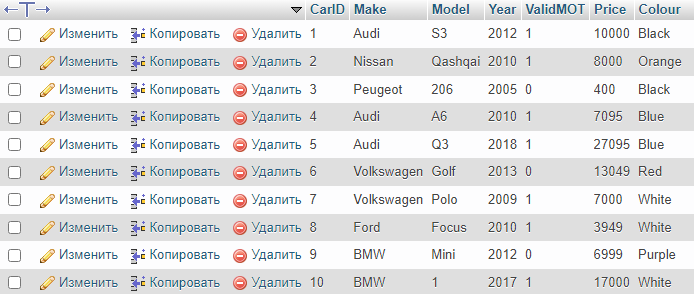 CarID Make Model Year ValidMOT Price Colour
Изменить Копировать Удалить 1 Audi S3 2012 1 10000 Black
Изменить Копировать Удалить 2 Nissan Qashqai 2010 1 8000 Orange
Изменить Копировать Удалить 3 Peugeot 206 2005 0 400 Black
Изменить Копировать Удалить 4 Audi A6 2010 1 7095 Blue
Изменить Копировать Удалить 5 Audi Q3 2018 1 27095 Blue
Изменить Копировать Удалить 6 Volkswagen Golf 2013 0 13049 Red
Изменить Копировать Удалить 7 Volkswagen Polo 2009 1 7000 White
Изменить Копировать Удалить 8 Ford Focus 2010 1 3949 White
Изменить Копировать Удалить 9 BMW Mini 2012 0 6999 Purple
Изменить Копировать Удалить 10 BMW 1 2017 1 17000 White